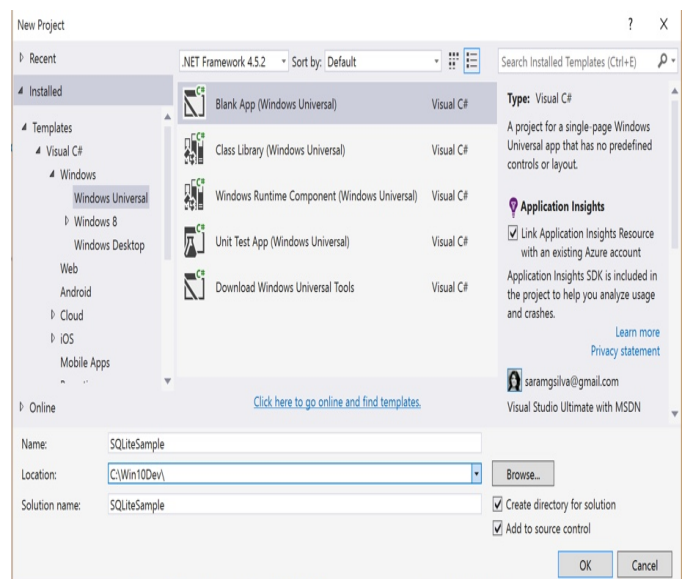 New Project
? X
Recent
.NET Framework 4.5.2 Sort by: Default
Search Installed Templates (Ctrl+E)
Installed
Templates
Visual C#
Windows
Windows Universal
Windows 8
Windows Desktop
Web
Android
Cloud
iOS
Mobile Apps
Online
C# Blank App (Windows Universal) Visual C#
C# Class Library (Windows Universal) Visual C#
C# Windows Runtime Component (Windows Universal) Visual C#
C# Unit Test App (Windows Universal) Visual C#
C# Download Windows Universal Tools Visual C#
Click here to go online and find templates.
Type: Visual C#
A project for a single-page Windows
Universal app that has no predefined
controls or layout.
Application Insights
Link Application Insights Resource
with an existing Azure account
Application Insights SDK is included in
the project to help you analyze usage
and crashes.
Learn more
Privacy statement
saramgsilva@gmail.com
Visual Studio Ultimate with MSDN
Name: SQLiteSample
Location: C:\Win10Dev\ Browse...
Solution name: SQLiteSample
Create directory for solution
Add to source control
OK Cancel